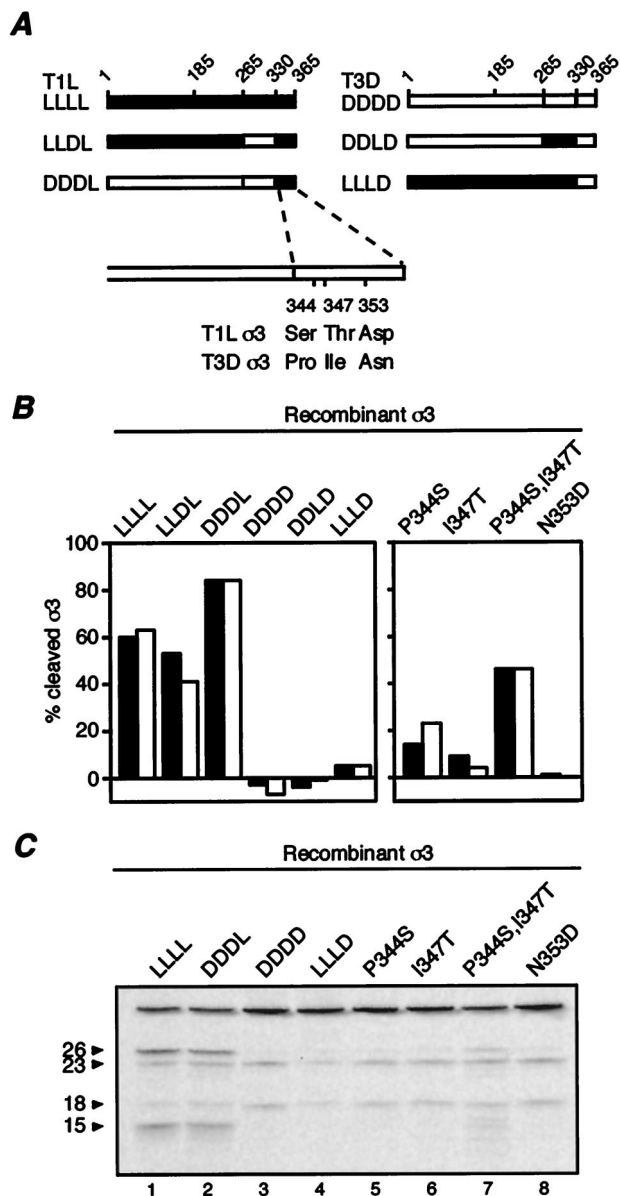 A
1 185 265 330 365 1 185 265 330 365
T1L T3D
LLLL DDDD
LLDL DDLD
DDDL LLLD
344 347 353
T1L σ3 Ser Thr Asp
T3D σ3 Pro Ile Asn
B
Recombinant σ3
LLLL LLDL DDDL DDDD DDLD LLLD P344S I347T P344S,I347T N353D
100
80
60
40
20
0
% cleaved σ3
C
Recombinant σ3
LLLL DDDL DDDD LLLD P344S I347T P344S,I347T N353D
26
23
18
15
1 2 3 4 5 6 7 8